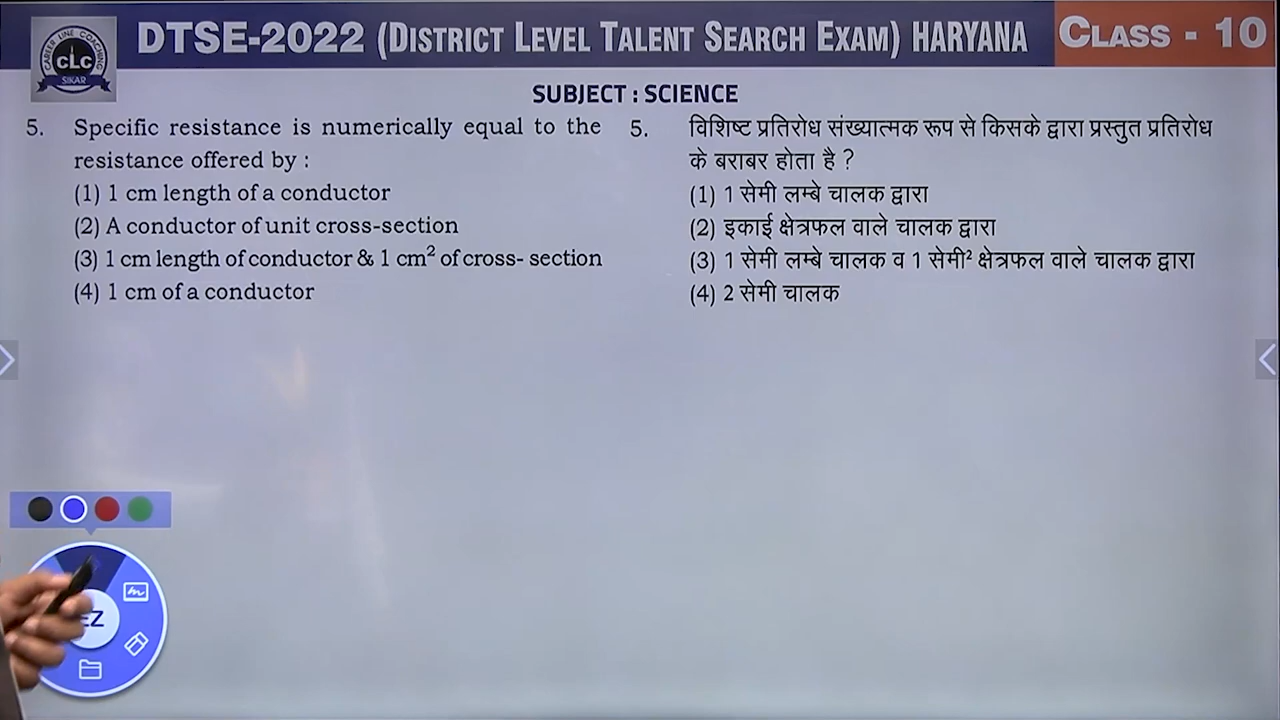 DTSE-2022 (DISTRICT LEVEL TALENT SEARCH EXAM) HARYANA
CLASS - 10
CAREER LINE COACHING
CLC
SIKAR
SUBJECT : SCIENCE
5. Specific resistance is numerically equal to the
resistance offered by :
(1) 1 cm length of a conductor
(2) A conductor of unit cross-section
(3) 1 cm length of conductor & 1 cm² of cross- section
(4) 1 cm of a conductor
5. विशिष्ट प्रतिरोध संख्यात्मक रूप से किसके द्वारा प्रस्तुत प्रतिरोध
के बराबर होता है ?
(1) 1 सेमी लम्बे चालक द्वारा
(2) इकाई क्षेत्रफल वाले चालक द्वारा
(3) 1 सेमी लम्बे चालक व 1 सेमी² क्षेत्रफल वाले चालक द्वारा
(4) 2 सेमी चालक
EZ